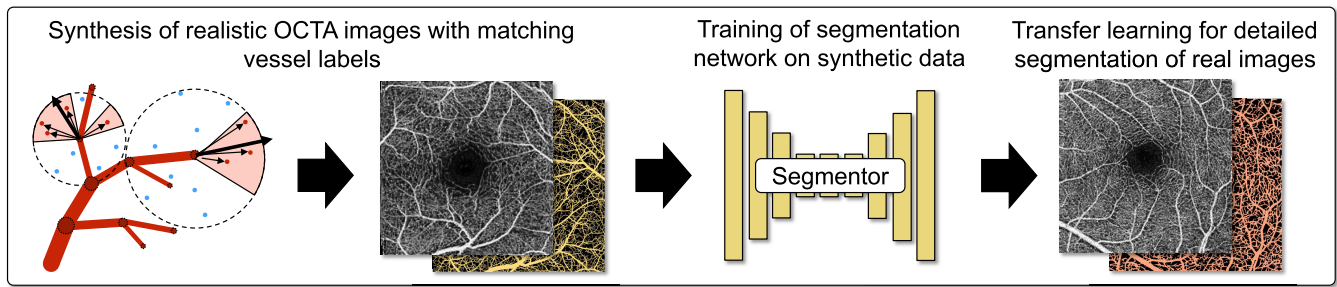 Synthesis of realistic OCTA images with matching
vessel labels
Training of segmentation
network on synthetic data
Transfer learning for detailed
segmentation of real images
Segmentor